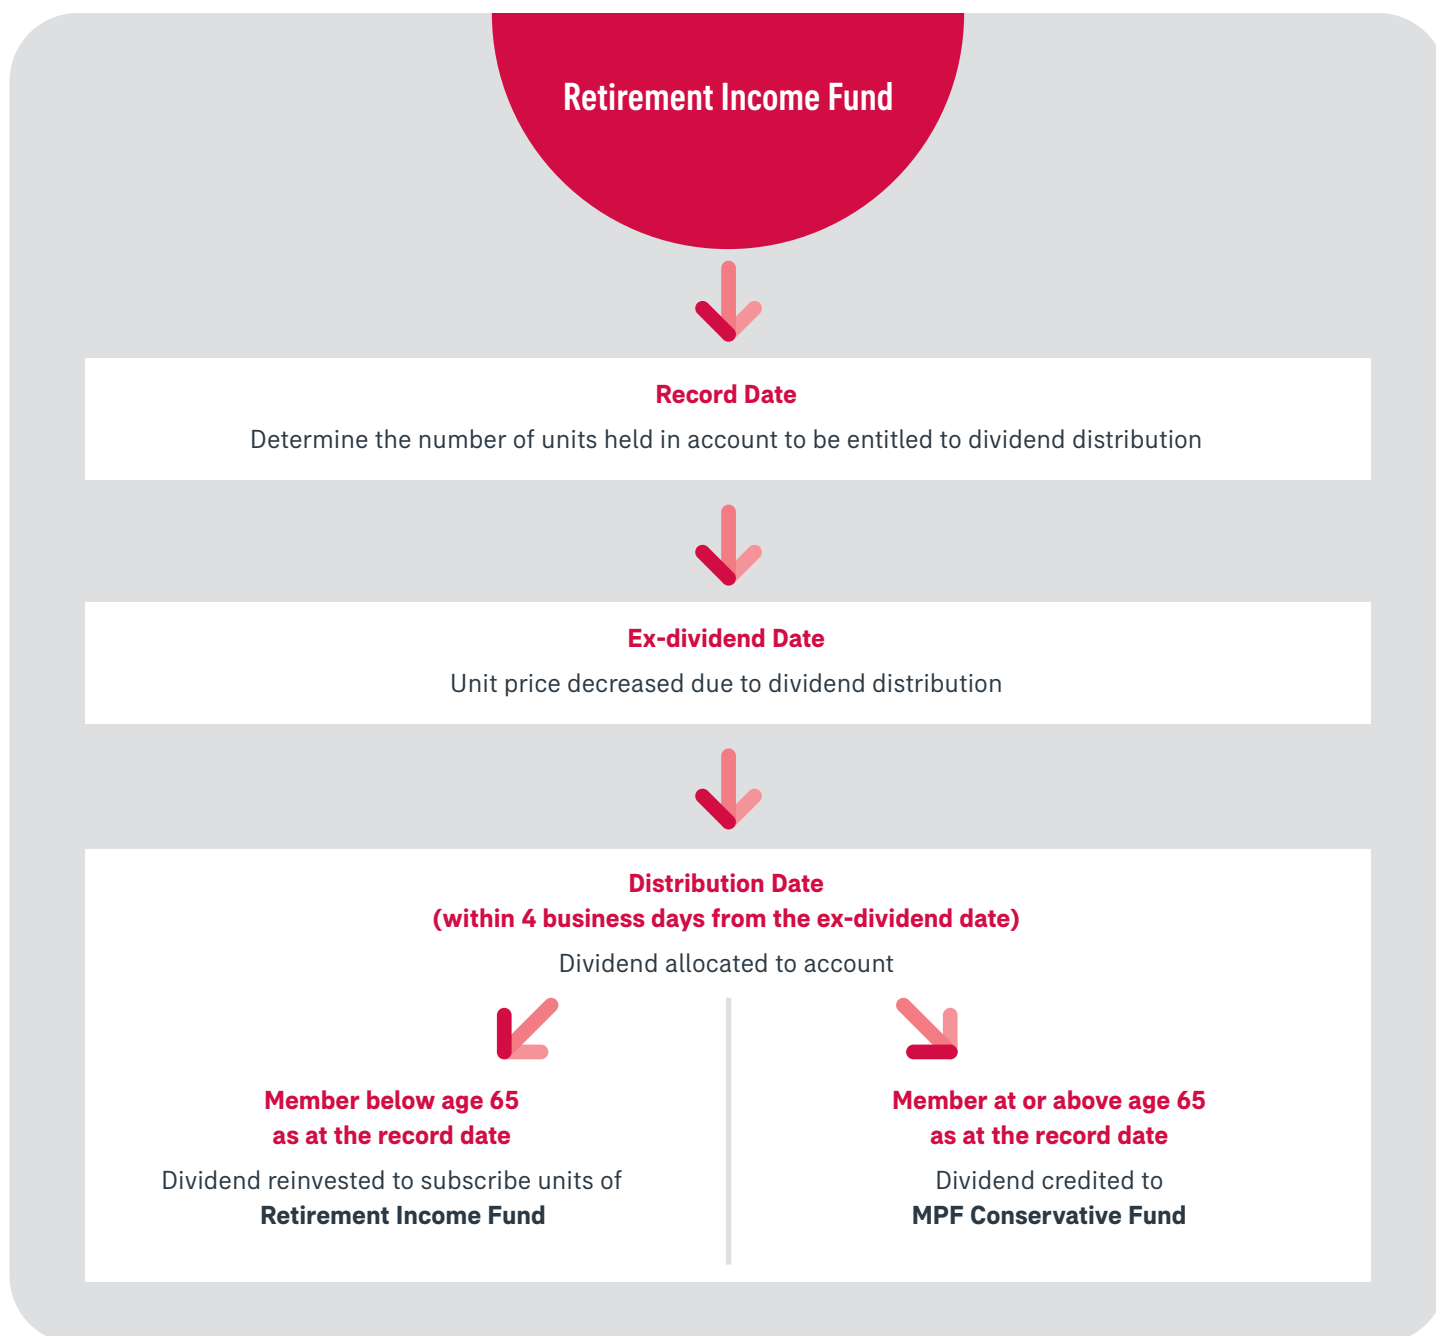 Retirement Income Fund
Record Date
Determine the number of units held in account to be entitled to dividend distribution
Ex-dividend Date
Unit price decreased due to dividend distribution
Distribution Date
(within 4 business days from the ex-dividend date)
Dividend allocated to account
Member below age 65
as at the record date
Dividend reinvested to subscribe units of
Retirement Income Fund
Member at or above age 65
as at the record date
Dividend credited to
MPF Conservative Fund